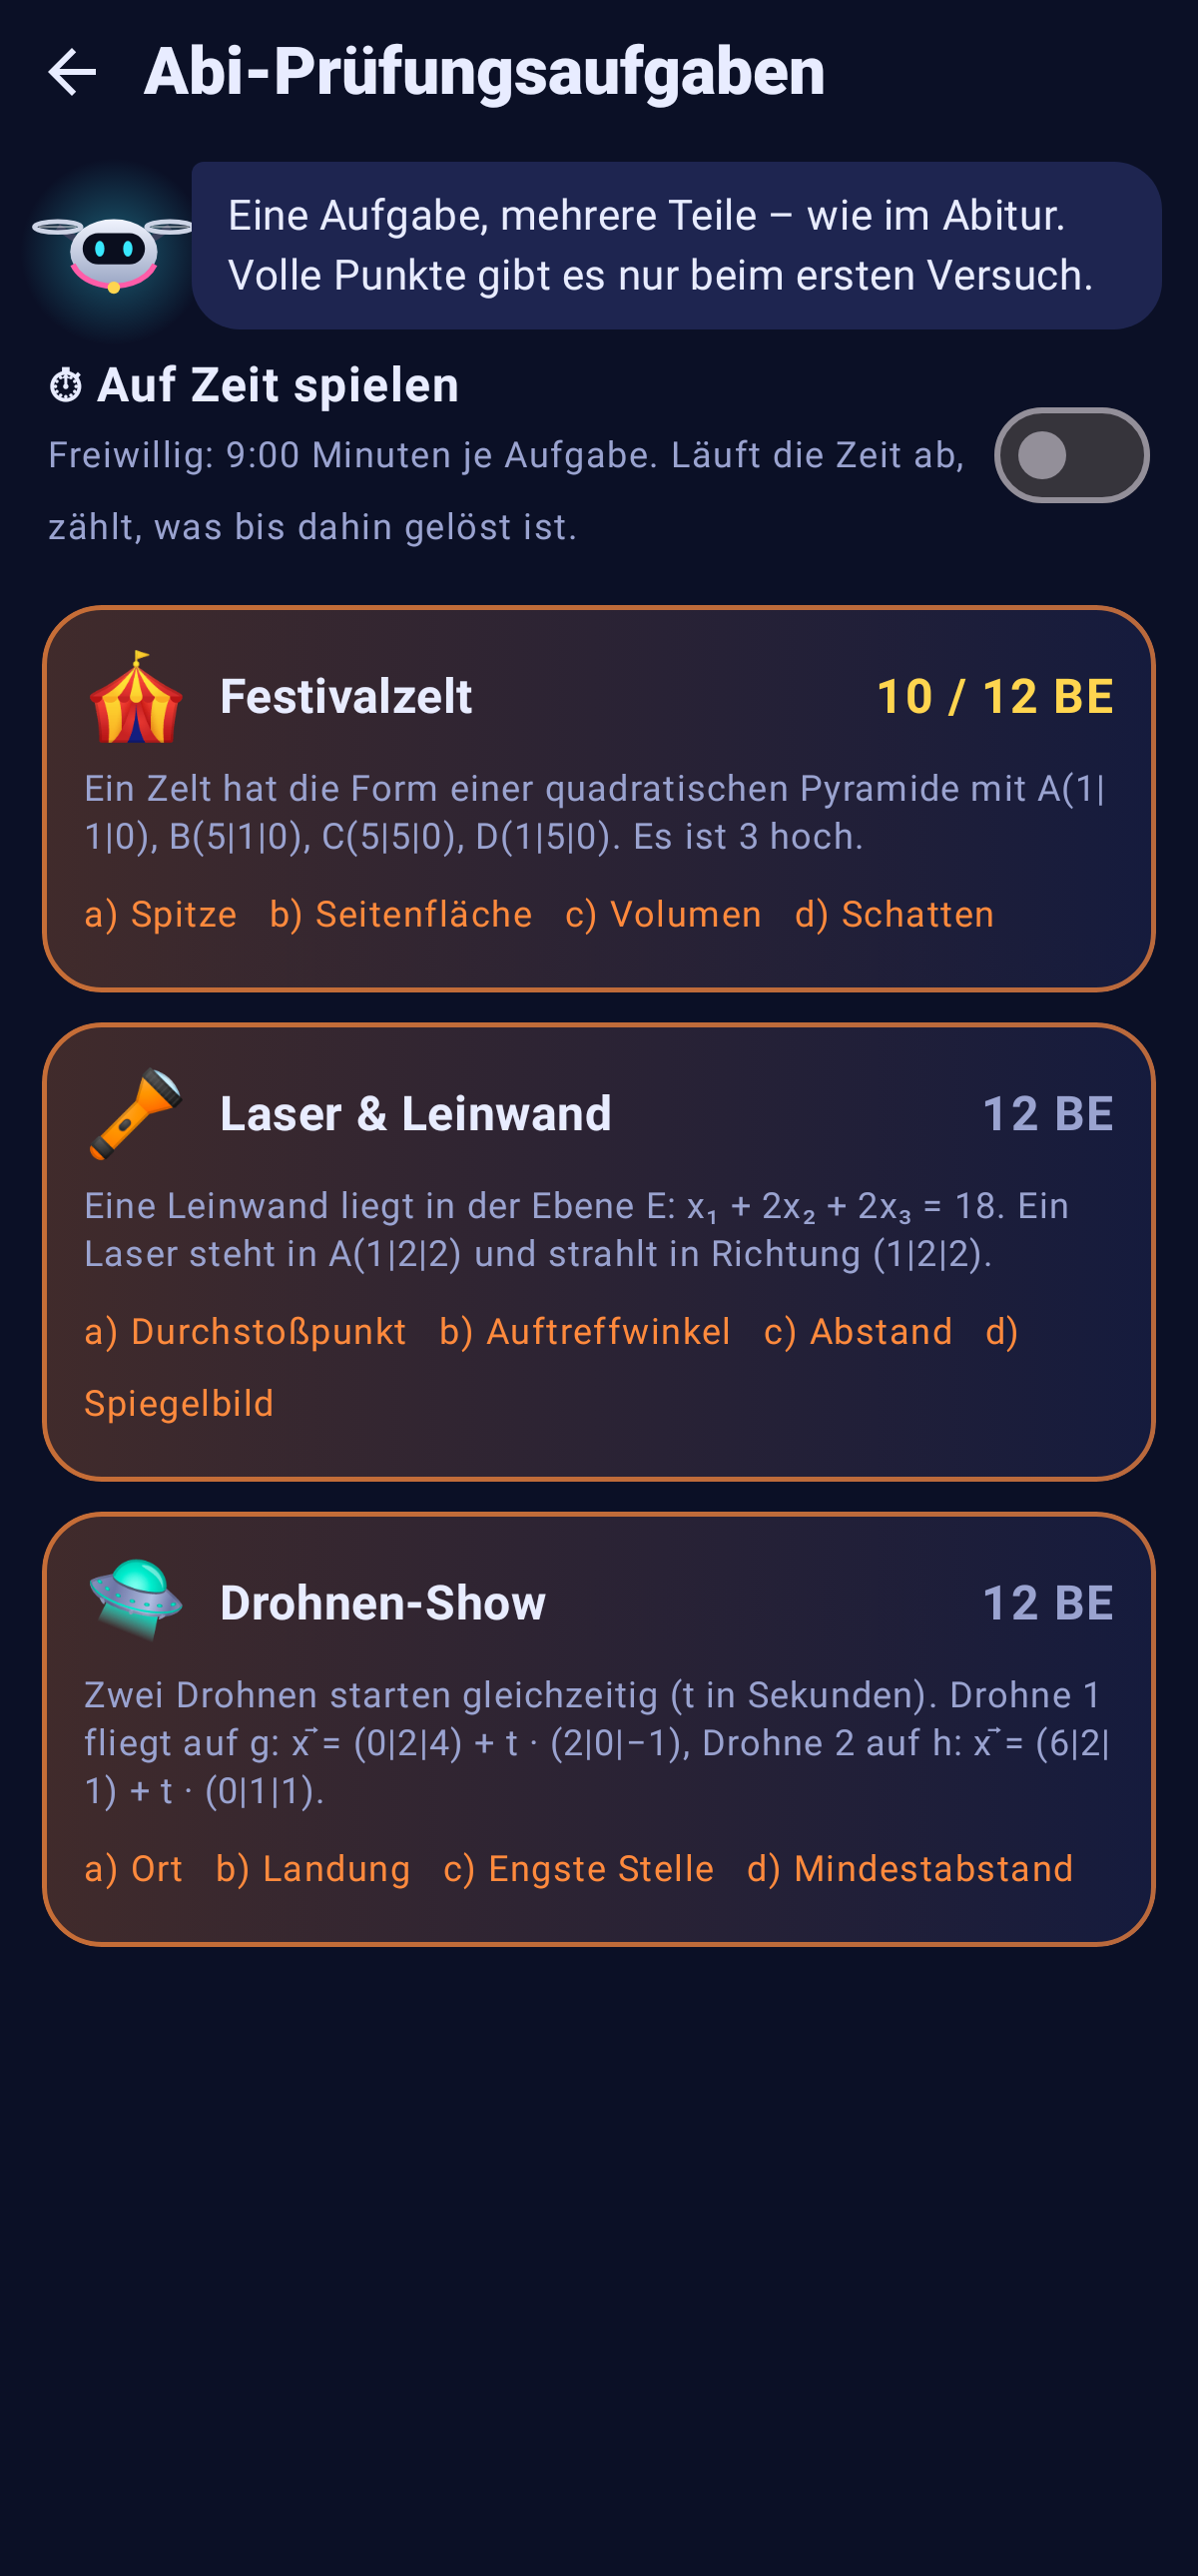 Abi-Prüfungsaufgaben
Eine Aufgabe, mehrere Teile – wie im Abitur.
Volle Punkte gibt es nur beim ersten Versuch.
⏱ Auf Zeit spielen
Freiwillig: 9:00 Minuten je Aufgabe. Läuft die Zeit ab,
zählt, was bis dahin gelöst ist.
Festivalzelt
10 / 12 BE
Ein Zelt hat die Form einer quadratischen Pyramide mit A(1|
1|0), B(5|1|0), C(5|5|0), D(1|5|0). Es ist 3 hoch.
a) Spitze b) Seitenfläche c) Volumen d) Schatten
Laser & Leinwand
12 BE
Eine Leinwand liegt in der Ebene E: x₁ + 2x₂ + 2x₃ = 18. Ein
Laser steht in A(1|2|2) und strahlt in Richtung (1|2|2).
a) Durchstoßpunkt b) Auftreffwinkel c) Abstand d)
Spiegelbild
Drohnen-Show
12 BE
Zwei Drohnen starten gleichzeitig (t in Sekunden). Drohne 1
fliegt auf g: x⃗ = (0|2|4) + t · (2|0|−1), Drohne 2 auf h: x⃗ = (6|2|
1) + t · (0|1|1).
a) Ort b) Landung c) Engste Stelle d) Mindestabstand